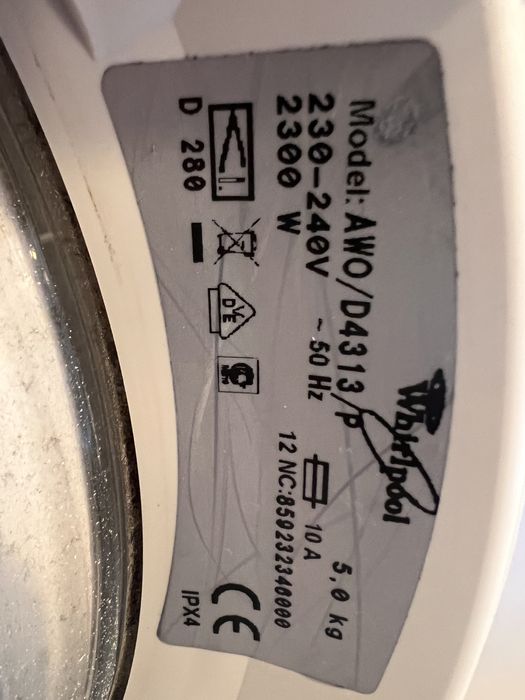 Whirlpool
Model: AWO/D4313/P
5,0 kg
230-240V ~ 50 Hz
10 A
2300 W
12 NC:859232340000
DVE
CE
D 280
IPX4